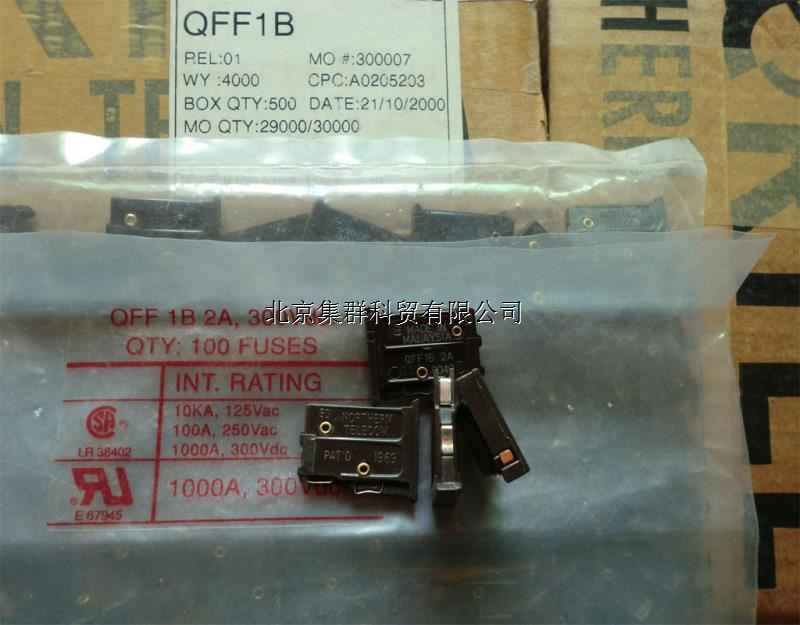 QFF1B
REL:01 MO #:300007
WY :4000 CPC:A0205203
BOX QTY:500 DATE:21/10/2000
MO QTY:29000/30000
北京集群科贸有限公司
QFF 1B 2A,
QTY: 100 FUSES
INT. RATING
10KA, 125Vac
100A, 250Vac
1000A, 300Vdc
LR 38402
1000A, 300Vdc
E 67945
MADE IN
MALAYSIA
QFF1B 2A
NORTHERN
TELECOM
PAT'D 1969